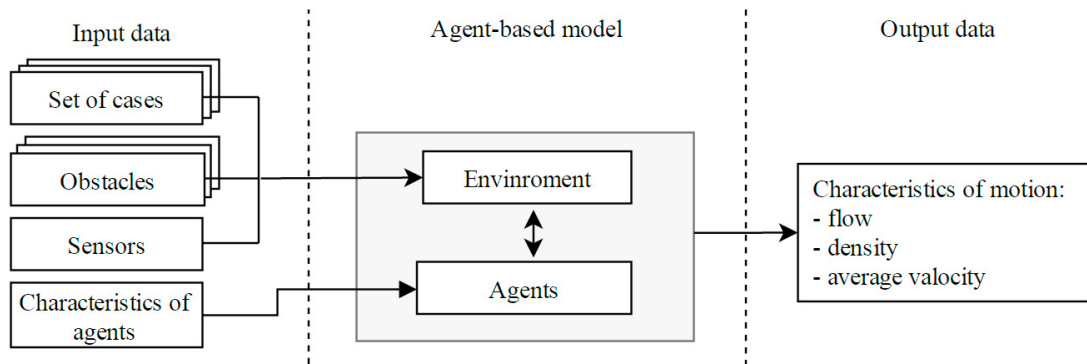 Input data
Agent-based model
Output data
Set of cases
Obstacles
Sensors
Characteristics of
agents
Envinroment
Agents
Characteristics of motion:
- flow
- density
- average valocity